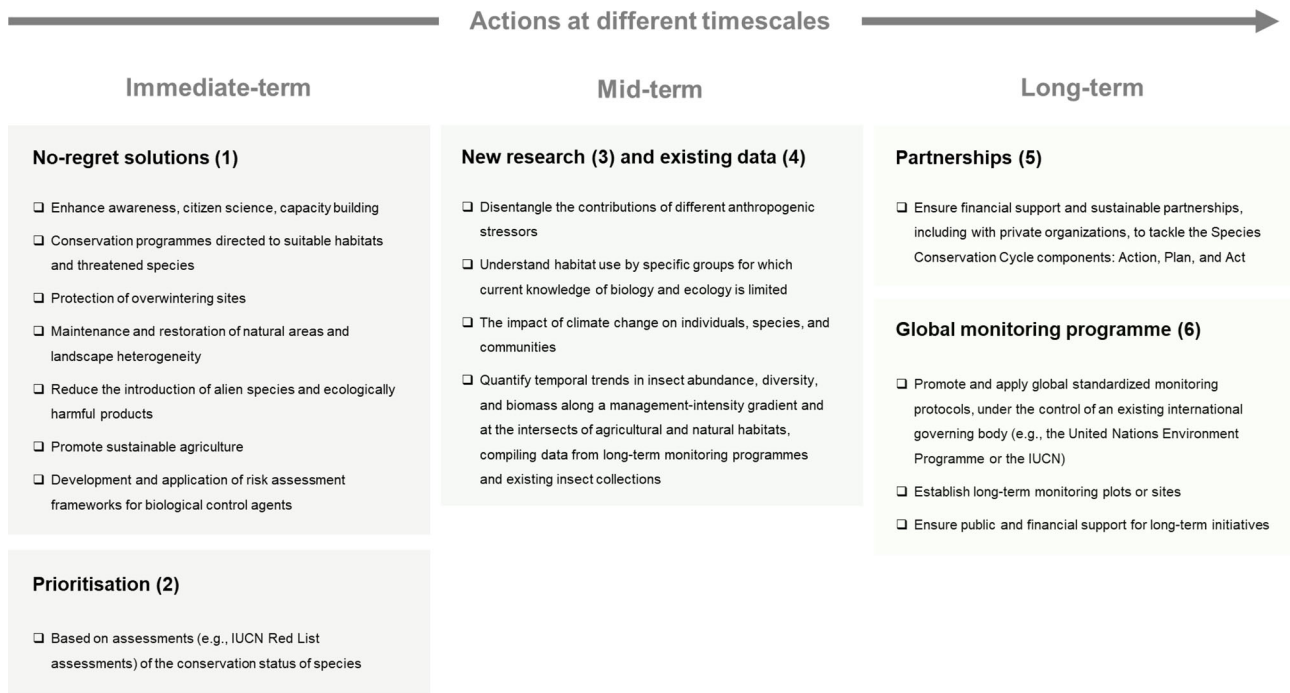 Actions at different timescales
Immediate-term
No-regret solutions (1)
❑ Enhance awareness, citizen science, capacity building
❑ Conservation programmes directed to suitable habitats
and threatened species
❑ Protection of overwintering sites
❑ Maintenance and restoration of natural areas and
landscape heterogeneity
❑ Reduce the introduction of alien species and ecologically
harmful products
❑ Promote sustainable agriculture
❑ Development and application of risk assessment
frameworks for biological control agents
Prioritisation (2)
❑ Based on assessments (e.g., IUCN Red List
assessments) of the conservation status of species
Mid-term
New research (3) and existing data (4)
❑ Disentangle the contributions of different anthropogenic
stressors
❑ Understand habitat use by specific groups for which
current knowledge of biology and ecology is limited
❑ The impact of climate change on individuals, species, and
communities
❑ Quantify temporal trends in insect abundance, diversity,
and biomass along a management-intensity gradient and
at the intersects of agricultural and natural habitats,
compiling data from long-term monitoring programmes
and existing insect collections
Long-term
Partnerships (5)
❑ Ensure financial support and sustainable partnerships,
including with private organizations, to tackle the Species
Conservation Cycle components: Action, Plan, and Act
Global monitoring programme (6)
❑ Promote and apply global standardized monitoring
protocols, under the control of an existing international
governing body (e.g., the United Nations Environment
Programme or the IUCN)
❑ Establish long-term monitoring plots or sites
❑ Ensure public and financial support for long-term initiatives